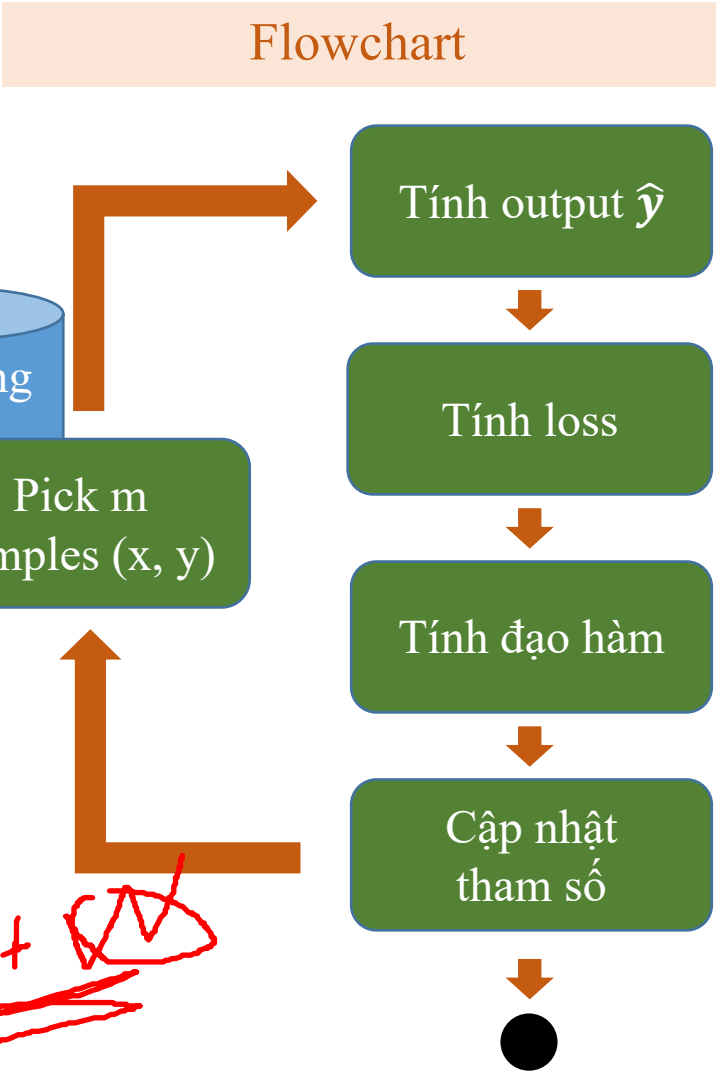 Flowchart
Tính output ŷ
ng
Tính loss
Pick m
mples (x, y)
Tính đạo hàm
Cập nhật
tham số
+